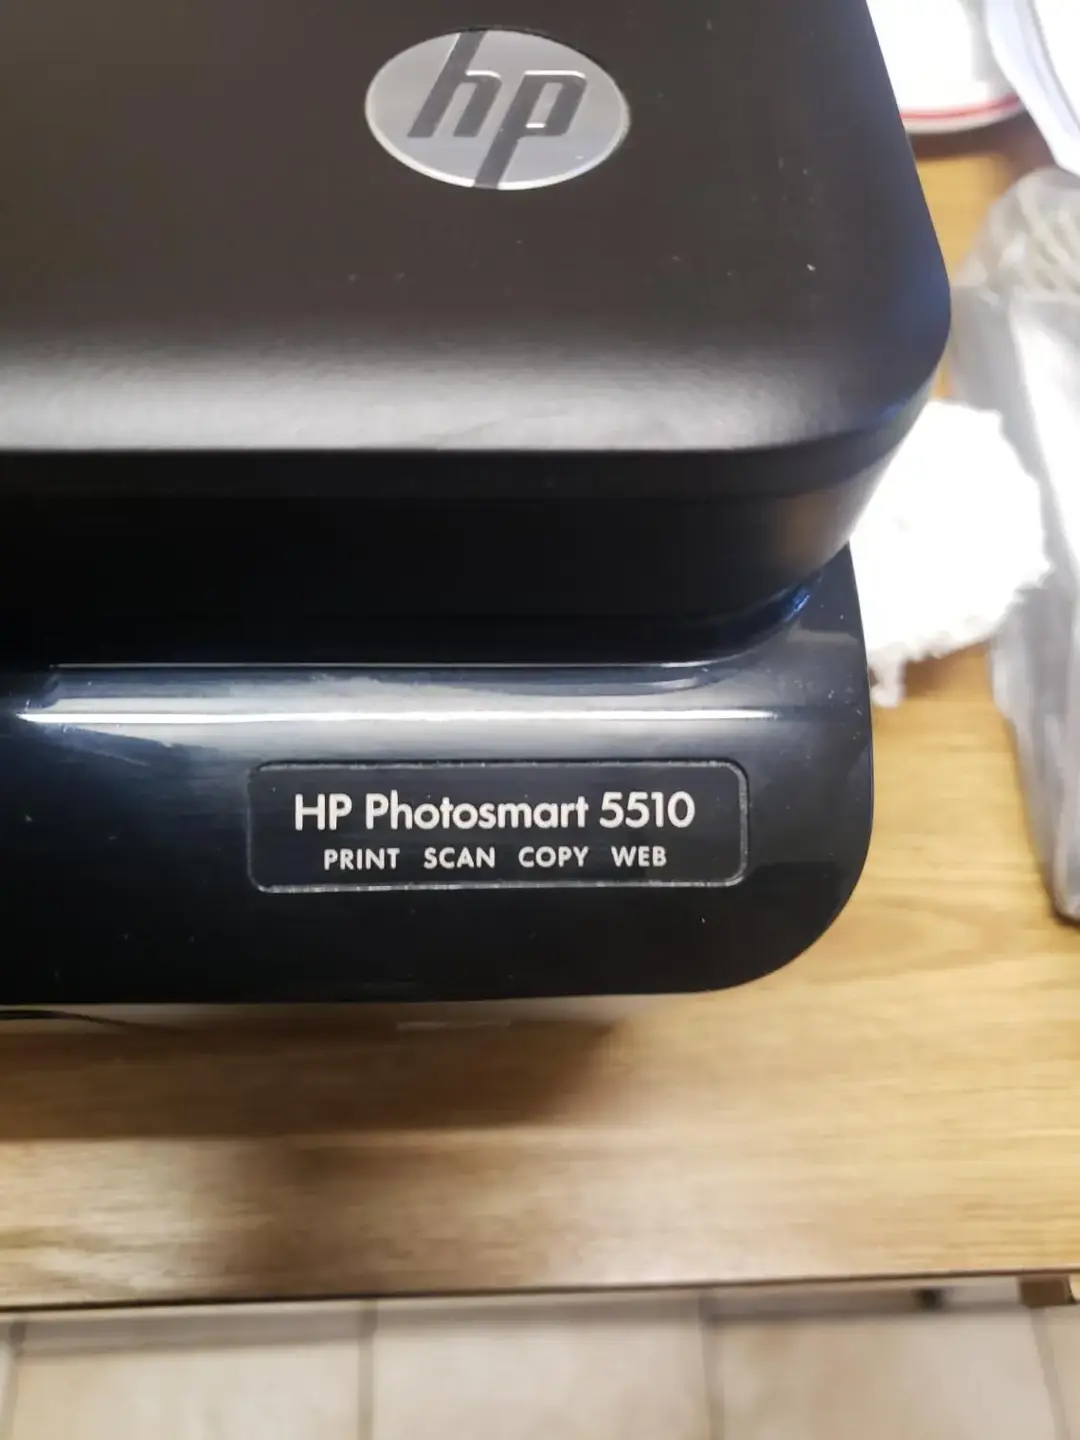 hp
HP Photosmart 5510
PRINT SCAN COPY WEB